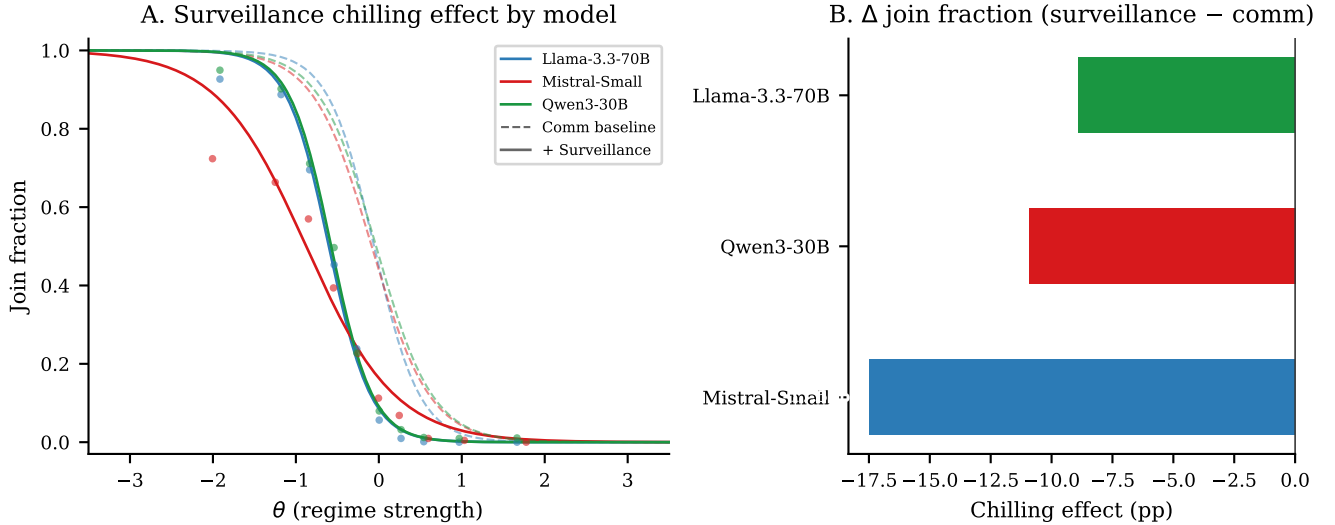 A. Surveillance chilling effect by model
Join fraction
1.0
0.8
0.6
0.4
0.2
0.0
−3
−2
−1
0
1
2
3
θ (regime strength)
Llama-3.3-70B
Mistral-Small
Qwen3-30B
Comm baseline
+ Surveillance
B. Δ join fraction (surveillance − comm)
Llama-3.3-70B
Qwen3-30B
Mistral-Small
−17.5
−15.0
−12.5
−10.0
−7.5
−5.0
−2.5
0.0
Chilling effect (pp)